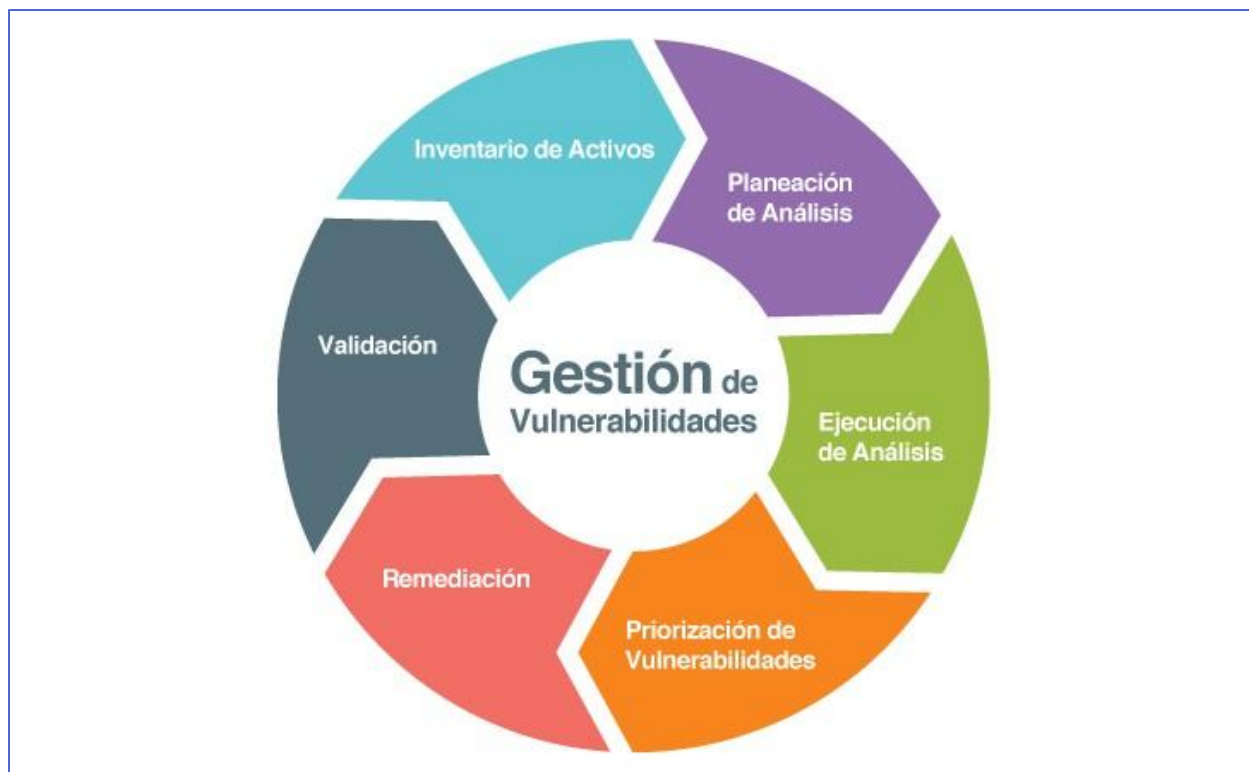 Inventario de Activos
Planeación
de Análisis
Ejecución
de Análisis
Priorización de
Vulnerabilidades
Remediación
Validación
Gestión de
Vulnerabilidades